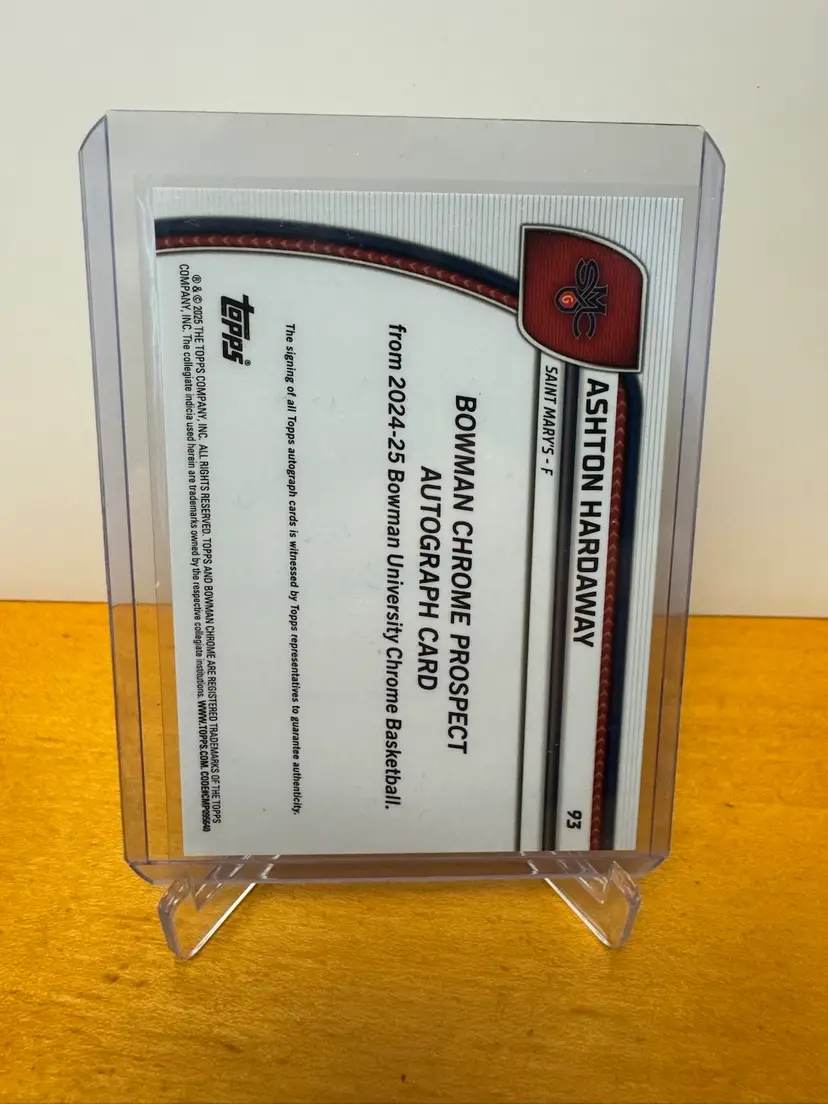 SMC
G
ASHTON HARDAWAY
93
SAINT MARY'S - F
BOWMAN CHROME PROSPECT
AUTOGRAPH CARD
from 2024-25 Bowman University Chrome Basketball.
The signing of all Topps autograph cards is witnessed by Topps representatives to guarantee authenticity.
topps®
® & © 2025 THE TOPPS COMPANY, INC. ALL RIGHTS RESERVED. TOPPS AND BOWMAN CHROME ARE REGISTERED TRADEMARKS OF THE TOPPS
COMPANY, INC. The collegiate indicia used herein are trademarks owned by the respective collegiate institutions. WWW.TOPPS.COM. CODE#CMP095640